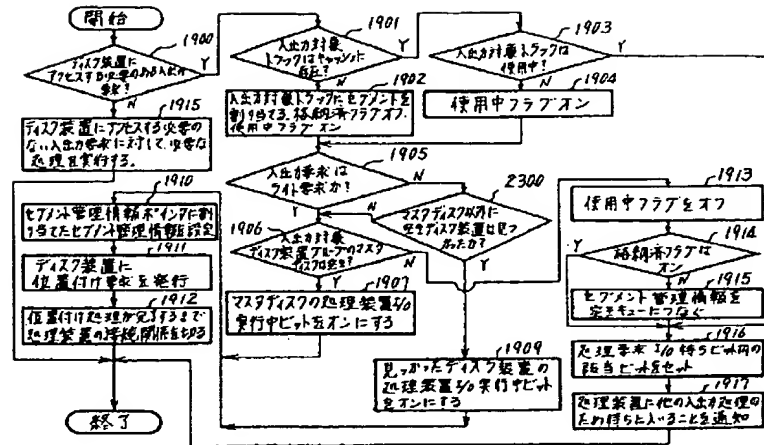 開始
1900
ディスク装置に
アクセスする必要のある入出力
要求?
Y
N
1915
ディスク装置にアクセスする必要の
ない入出力要求に対して、必要な
処理を実行する。
1901
入出力対象
トラックはキャッシュに
存在?
Y
N
1902
入出力対象トラックにセグメントを
割り当てる、格納済フラグオフ、
使用中フラグオン
1903
入出力対象トラックは
使用中?
Y
N
1904
使用中フラグオン
1905
入出力要求は
ライト要求か?
N
Y
2300
マスタディスク以外に
空きディスク装置は見つ
かったか?
N
Y
1906
入出力対象
ディスク装置グループのマスタ
ディスクは空き?
N
Y
1907
マスタディスクの処理装置I/O
実行中ビットをオンにする
1909
見つかったディスク装置の
処理装置I/O実行中ビット
をオンにする
1910
セグメント管理情報ポインタに割
り当てたセグメント管理情報を設定
1911
ディスク装置に
位置付け要求を発行
1912
位置付け処理が完了するまで
処理装置の接続関係を切る
終了
1913
使用中フラグをオフ
1914
格納済フラグは
オン
Y
N
1915
セグメント管理情報を
空きキューにつなぐ
1916
処理要求I/O待ちビット内の
該当ビットをセット
1917
処理装置に他の入出力処理の
ため待ちに入いることを通知